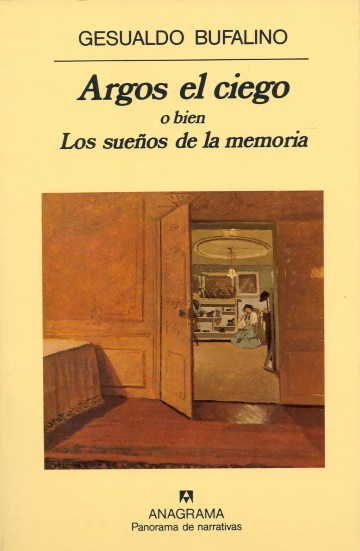 GESUALDO BUFALINO
Argos el ciego
o bien
Los sueños de la memoria
ANAGRAMA
Panorama de narrativas